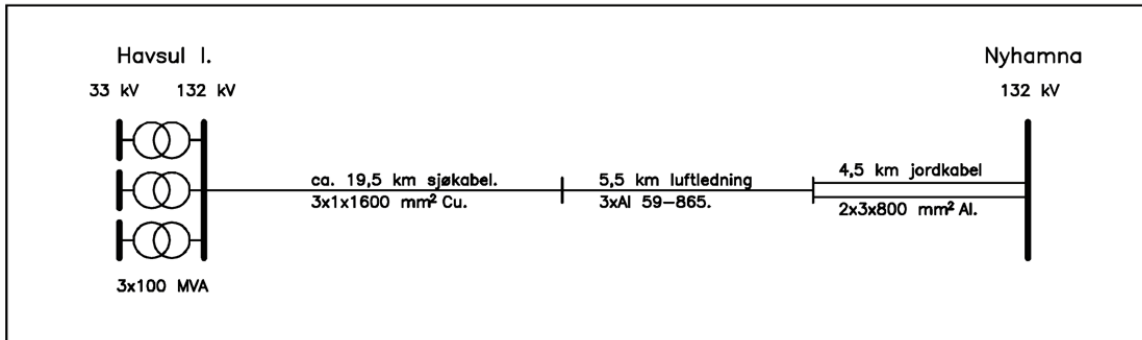 Havsul I.
Nyhamna
33 kV
132 kV
132 kV
ca. 19,5 km sjøkabel.
3x1x1600 mm² Cu.
5,5 km luftledning
3xAl 59-865.
4,5 km jordkabel
2x3x800 mm² Al.
3x100 MVA